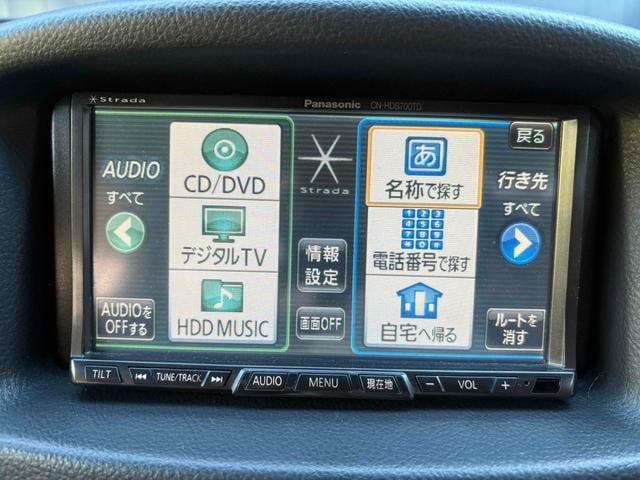 Strada
Panasonic CN-HDS700TD
AUDIO
すべて
AUDIOを
OFFする
CD/DVD
デジタルTV
HDD MUSIC
Strada
情報
設定
画面OFF
名称で探す
あ
電話番号で探す
自宅へ帰る
戻る
行き先
すべて
ルートを
消す
TILT
TUNE/TRACK
AUDIO
MENU
現在地
− VOL +